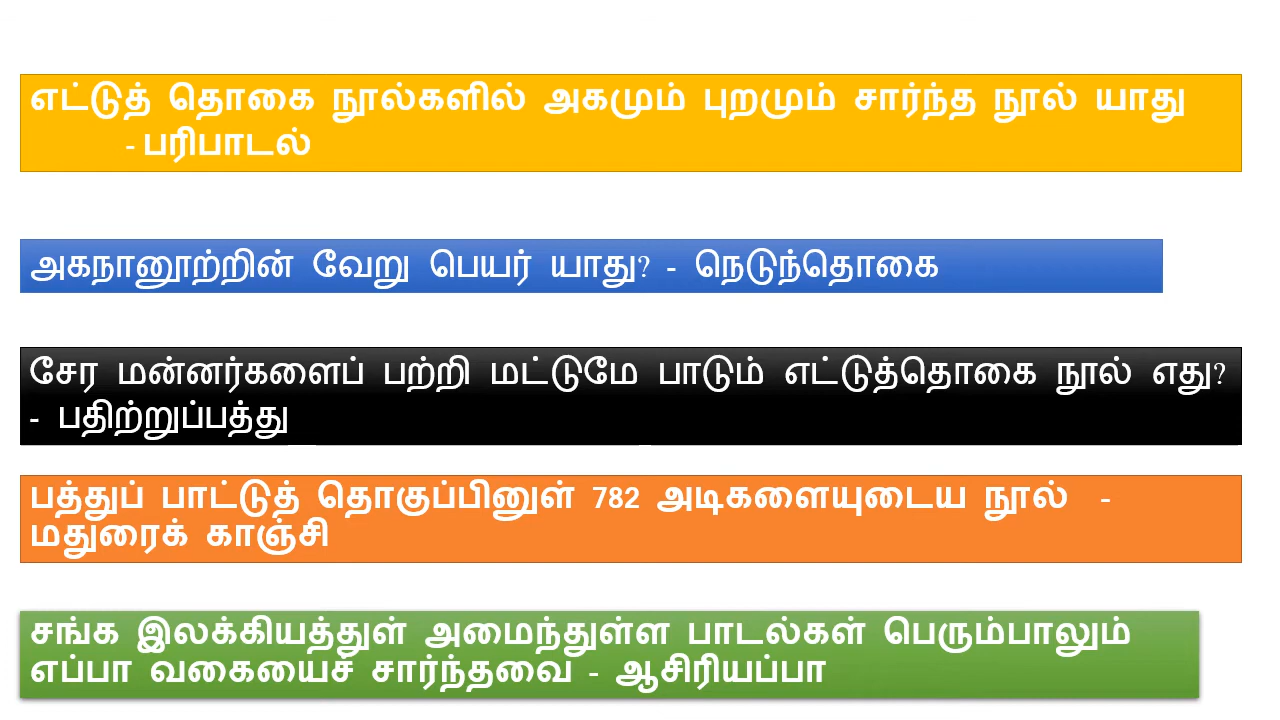 எட்டுத் தொகை நூல்களில் அகமும் புறமும் சார்ந்த நூல் யாது
- பரிபாடல்
அகநானூற்றின் வேறு பெயர் யாது? - நெடுந்தொகை
சேர மன்னர்களைப் பற்றி மட்டுமே பாடும் எட்டுத்தொகை நூல் எது?
- பதிற்றுப்பத்து
பத்துப் பாட்டுத் தொகுப்பினுள் 782 அடிகளையுடைய நூல் -
மதுரைக் காஞ்சி
சங்க இலக்கியத்துள் அமைந்துள்ள பாடல்கள் பெரும்பாலும்
எப்பா வகையைச் சார்ந்தவை - ஆசிரியப்பா